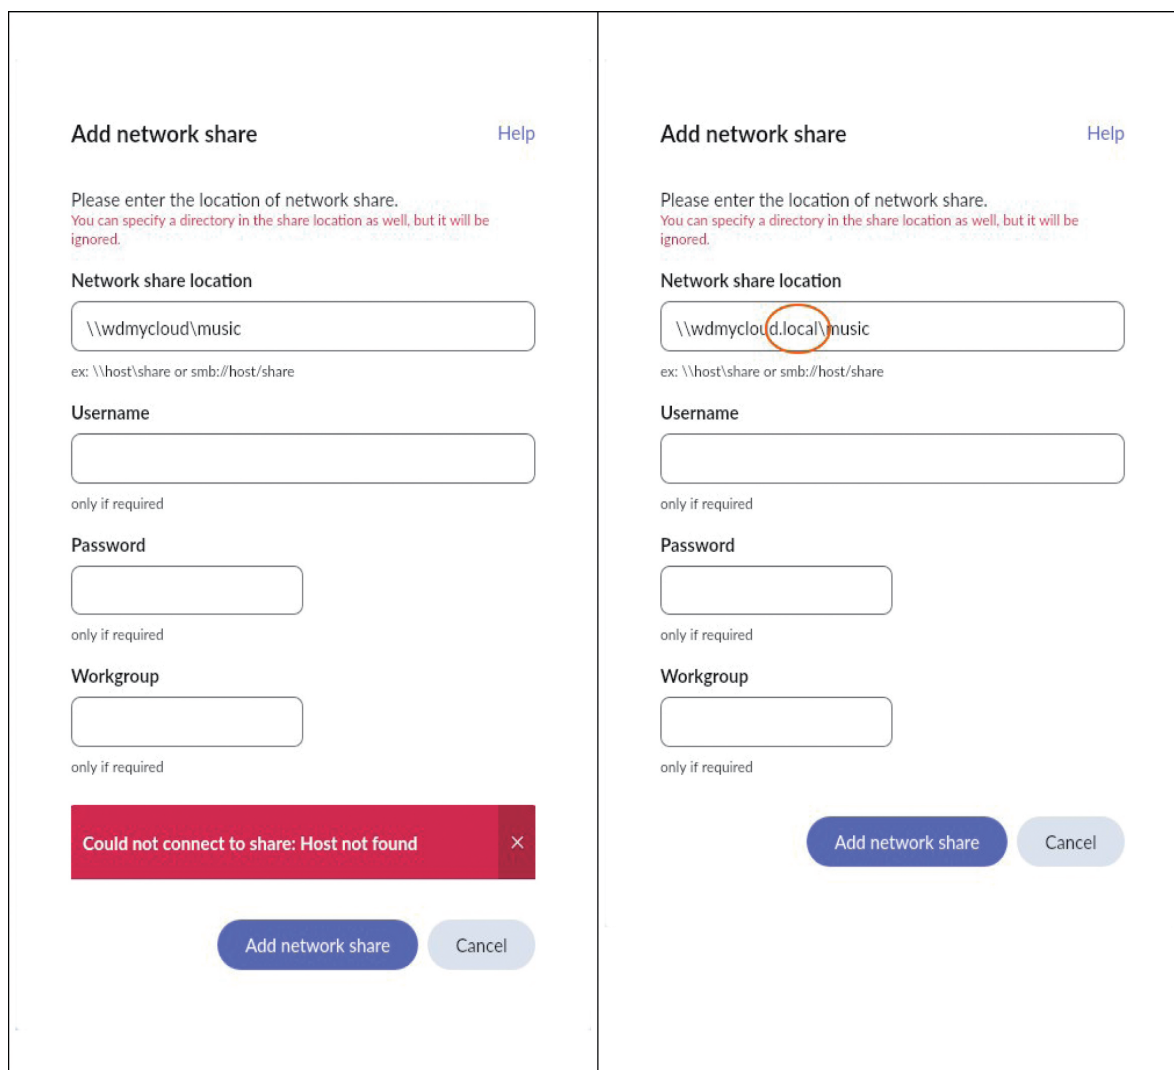 Add network share
Help
Please enter the location of network share.
You can specify a directory in the share location as well, but it will be
ignored.
Network share location
\\wdmycloud\music
ex: \\host\share or smb://host/share
Username
only if required
Password
only if required
Workgroup
only if required
Could not connect to share: Host not found
×
Add network share
Cancel
Add network share
Help
Please enter the location of network share.
You can specify a directory in the share location as well, but it will be
ignored.
Network share location
\\wdmycloud.local\music
ex: \\host\share or smb://host/share
Username
only if required
Password
only if required
Workgroup
only if required
Add network share
Cancel